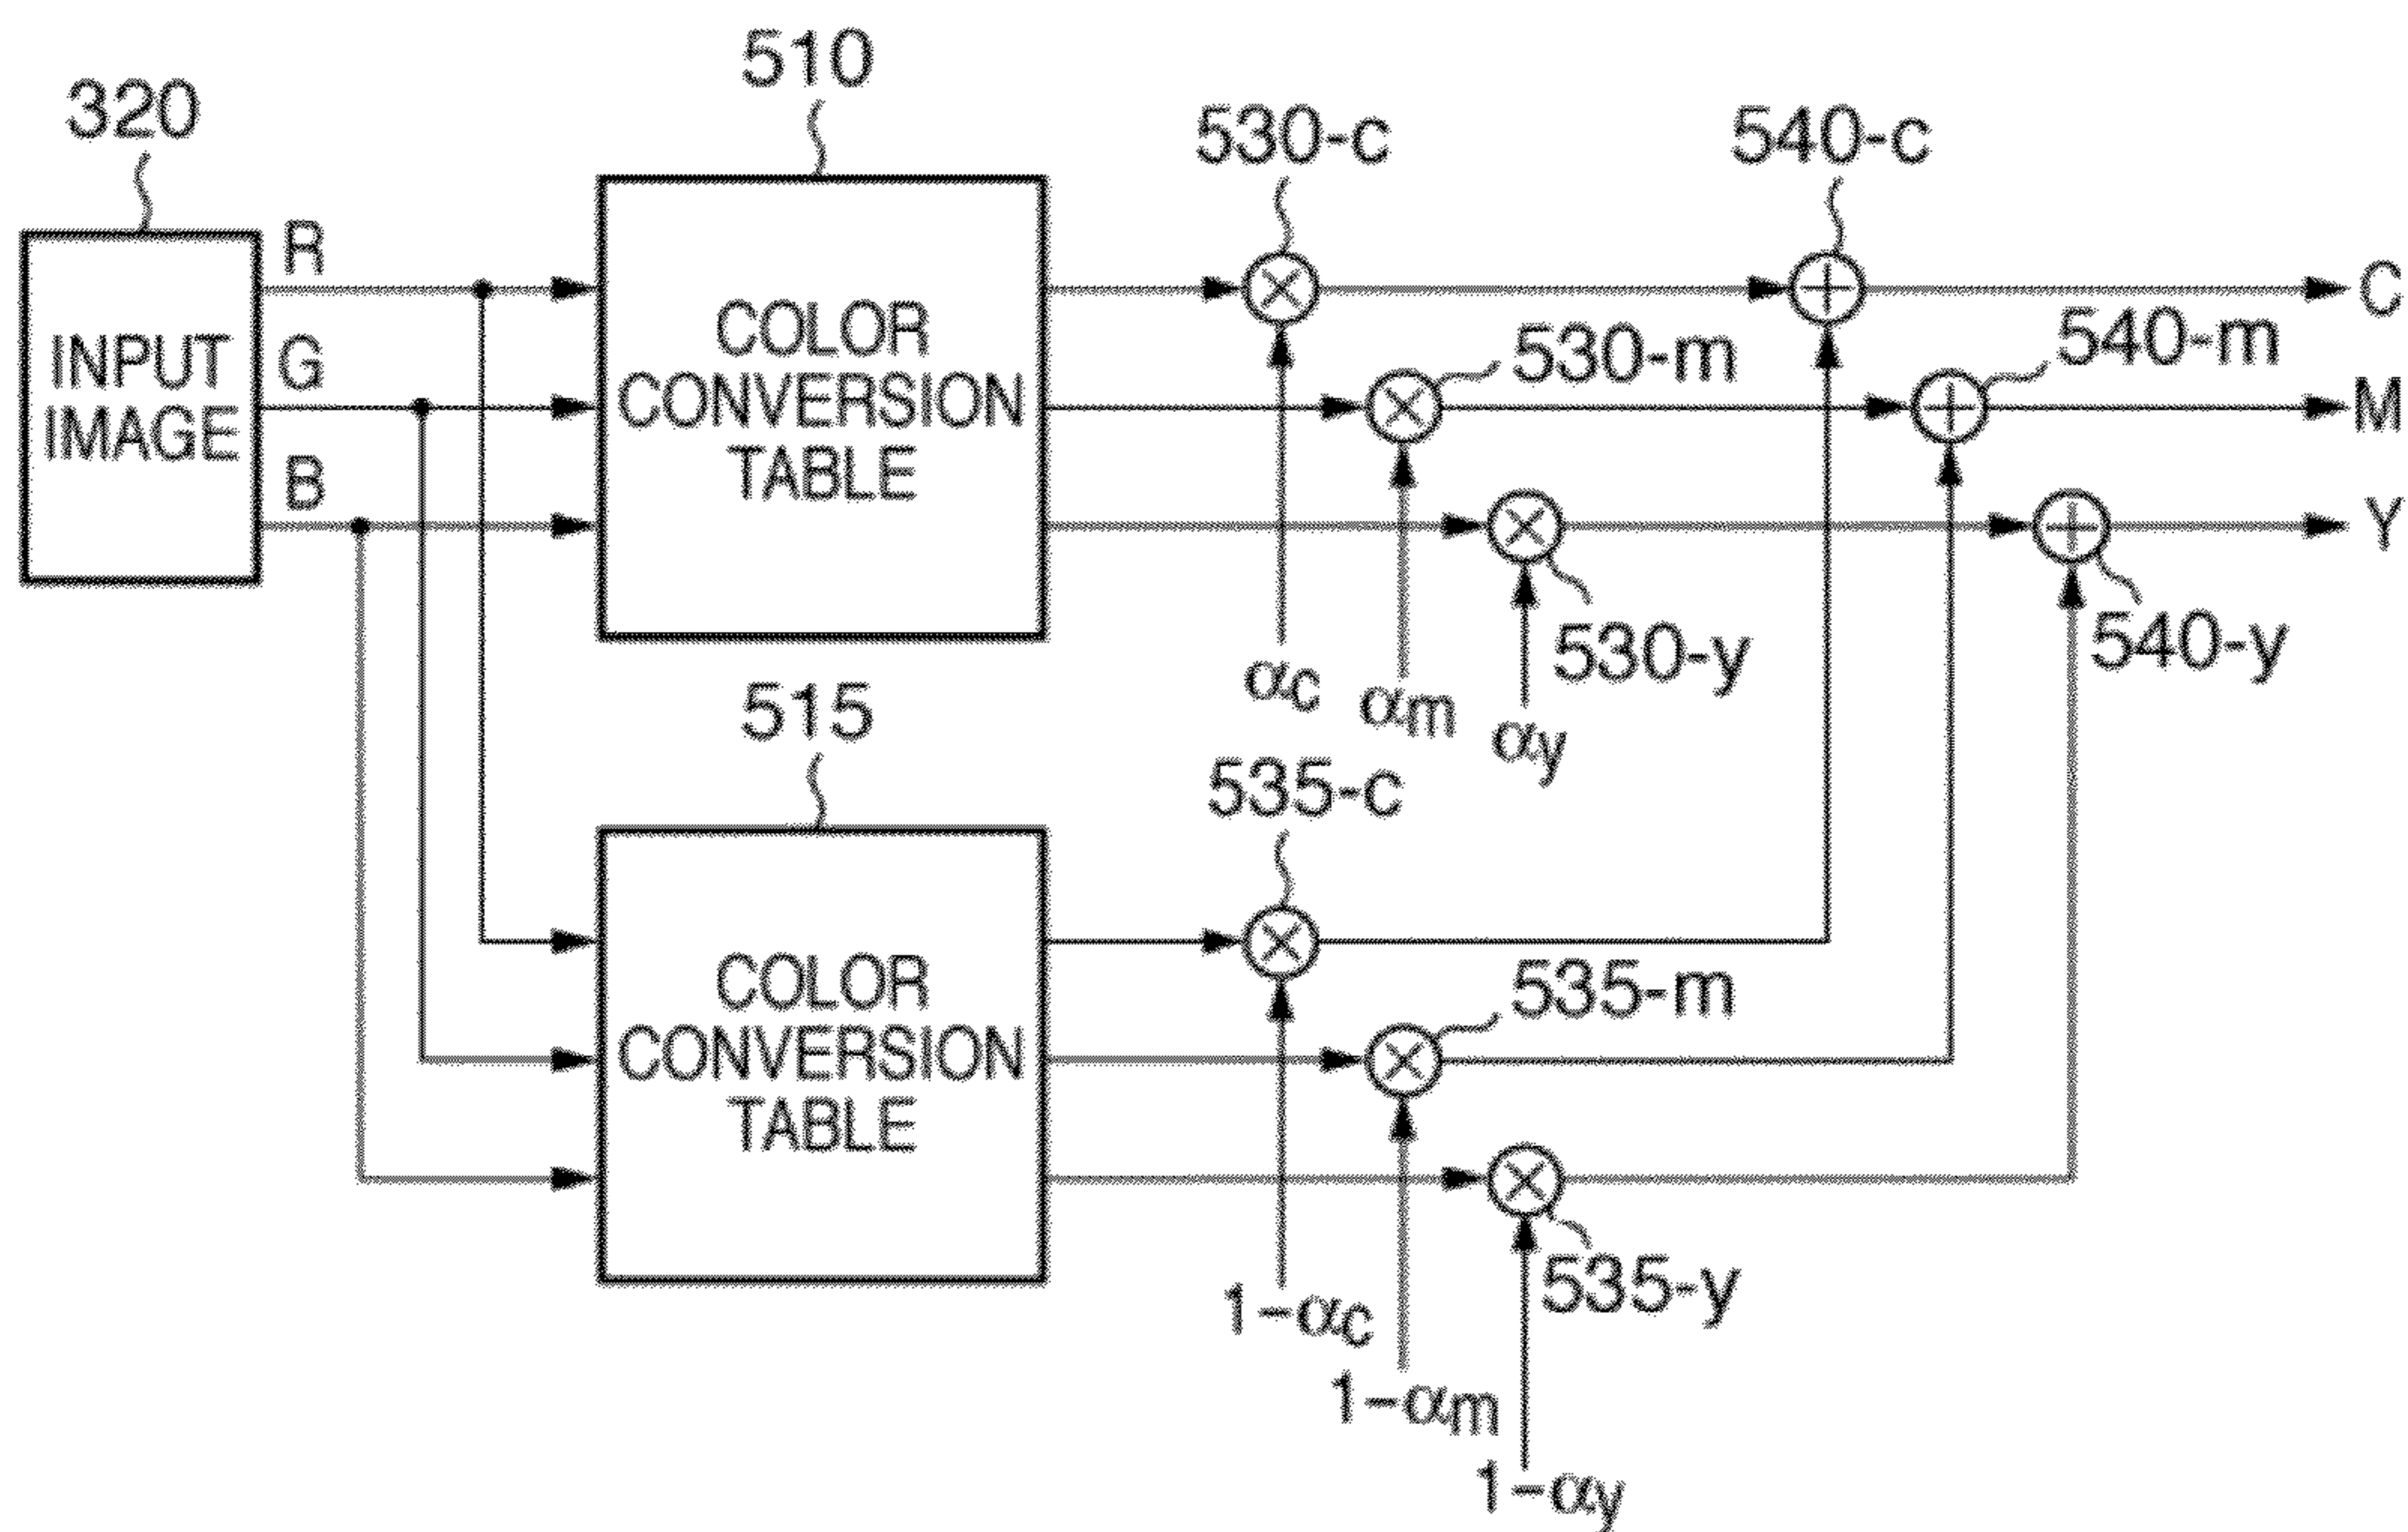 320
510
530-c
540-c
R
INPUT
IMAGE
G
B
COLOR
CONVERSION
TABLE
530-m
540-m
C
M
Y
530-y
540-y
αc
αm
αy
515
535-c
COLOR
CONVERSION
TABLE
535-m
535-y
1-αc
1-αm
1-αy